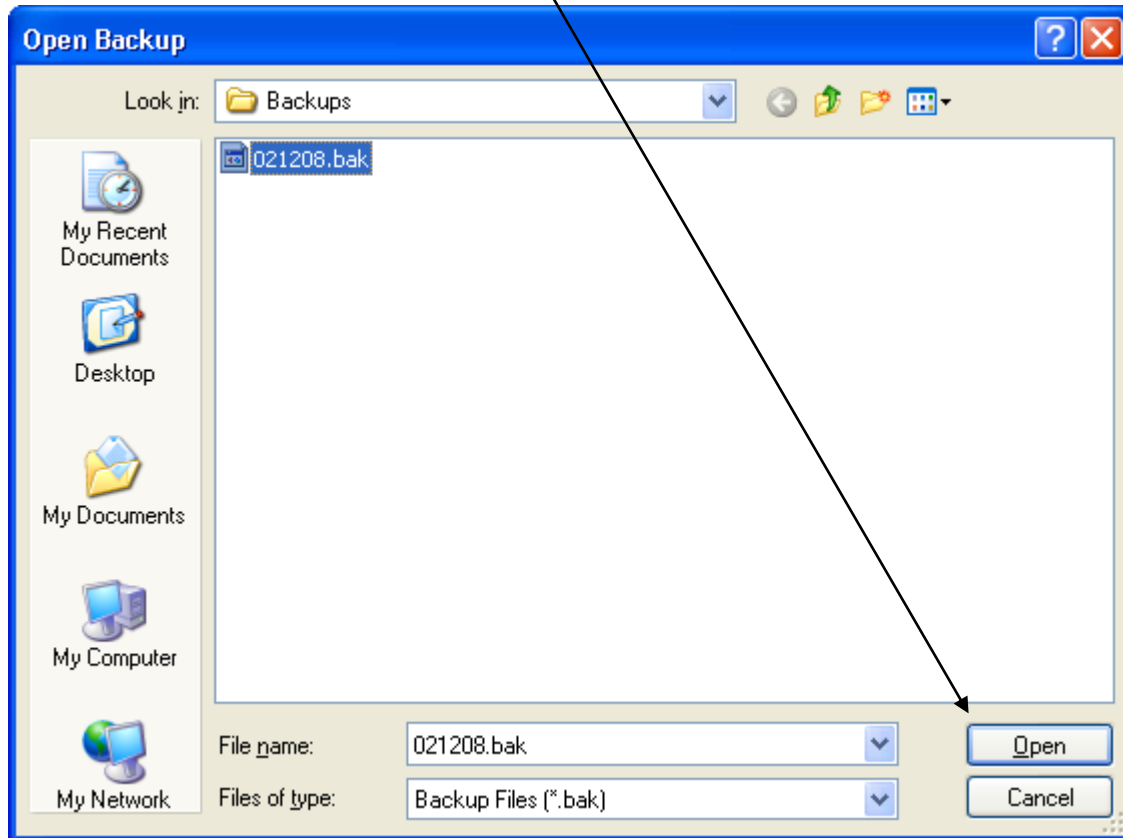 Open Backup
Look in: Backups
021208.bak
My Recent
Documents
Desktop
My Documents
My Computer
My Network
File name: 021208.bak Open
Files of type: Backup Files (*.bak) Cancel